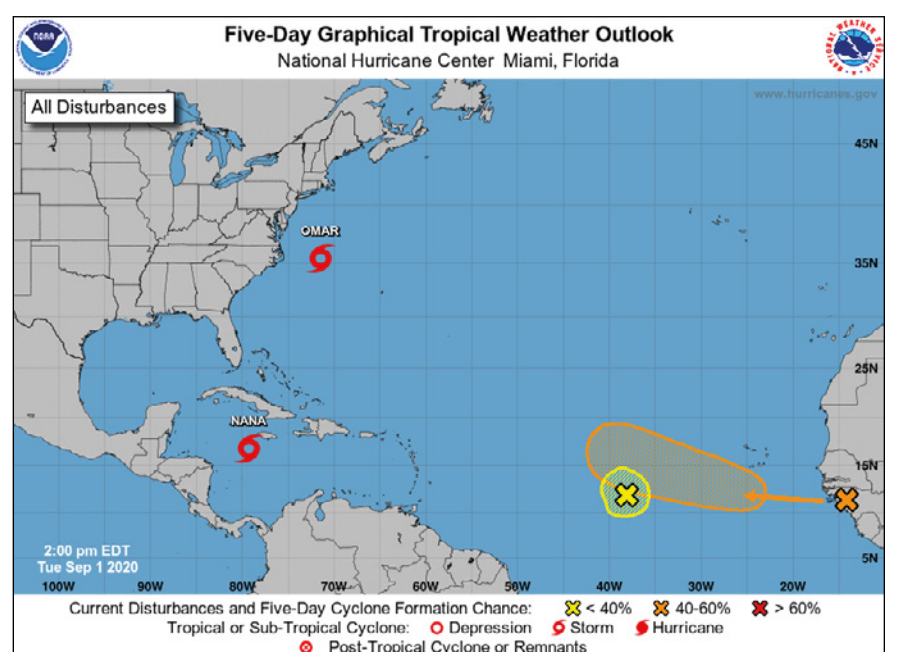 Five-Day Graphical Tropical Weather Outlook
National Hurricane Center Miami, Florida
NOAA
www.hurricanes.gov
All Disturbances
45N
OMAR
35N
25N
NANA
15N
2:00 pm EDT
Tue Sep 1 2020
5N
100W 90W 80W 70W 60W 50W 40W 30W 20W
Current Disturbances and Five-Day Cyclone Formation Chance: < 40% 40-60% > 60%
Tropical or Sub-Tropical Cyclone: Depression Storm Hurricane
Post-Tropical Cyclone or Remnants